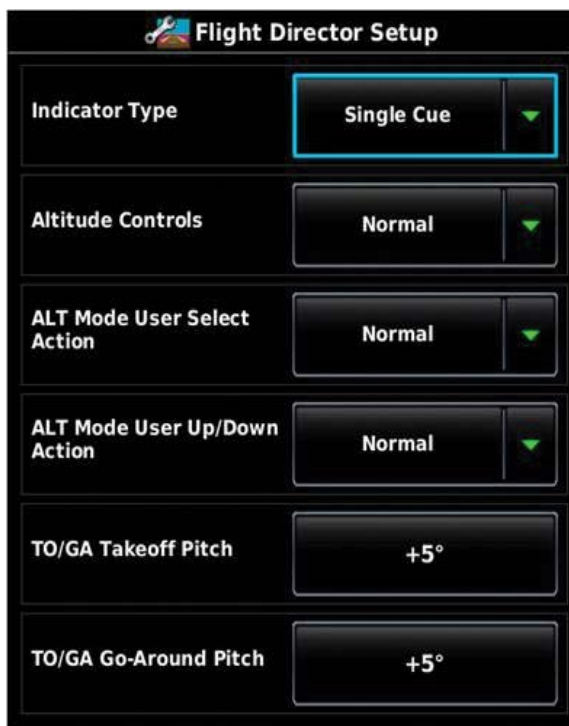 Flight Director Setup
Indicator Type
Single Cue
Altitude Controls
Normal
ALT Mode User Select
Action
Normal
ALT Mode User Up/Down
Action
Normal
TO/GA Takeoff Pitch
+5°
TO/GA Go-Around Pitch
+5°